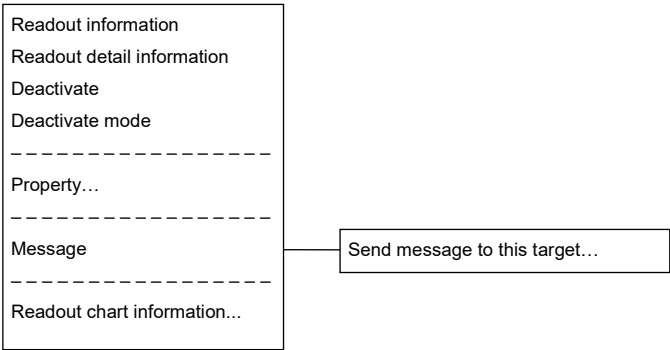 Readout information
Readout detail information
Deactivate
Deactivate mode
Property…
Message
Send message to this target…
Readout chart information...